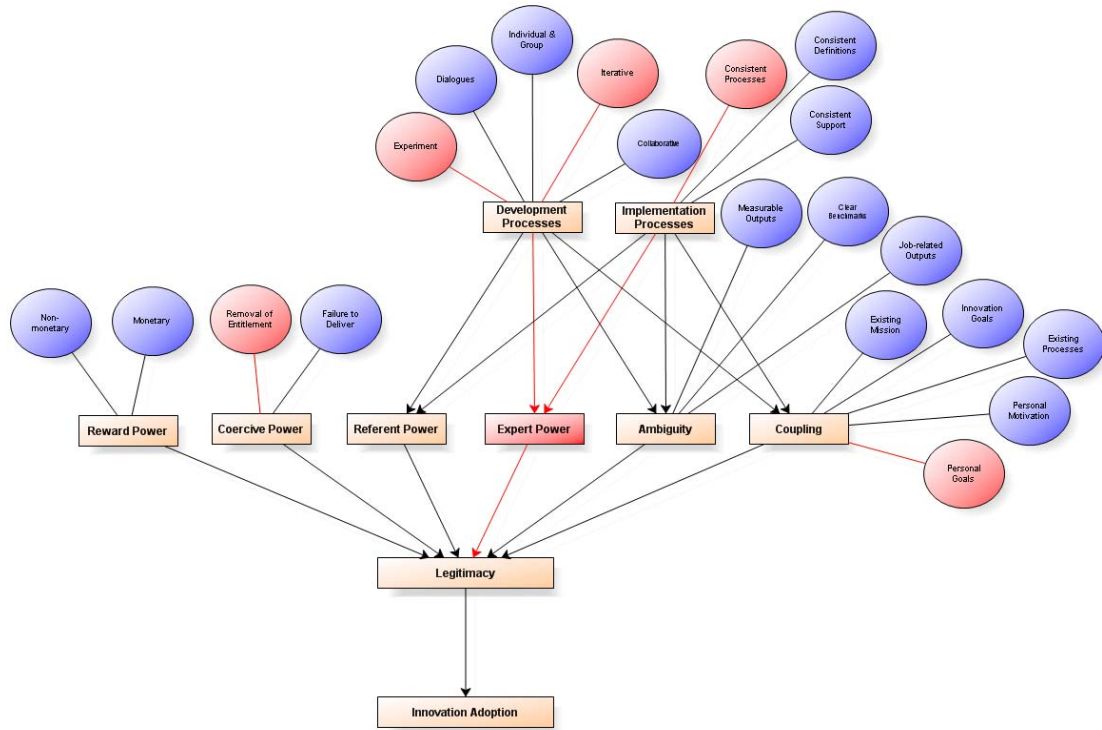 Individual &
Group
Consistent
Definitions
Dialogues
Iterative
Consistent
Processes
Experiment
Collaborative
Consistent
Support
Development
Processes
Implementation
Processes
Measurable
Outputs
Clear
Benchmarks
Job-related
Outputs
Non-
monetary
Monetary
Removal of
Entitlement
Failure to
Deliver
Existing
Mission
Innovation
Goals
Existing
Processes
Personal
Motivation
Reward Power
Coercive Power
Referent Power
Expert Power
Ambiguity
Coupling
Personal
Goals
Legitimacy
Innovation Adoption